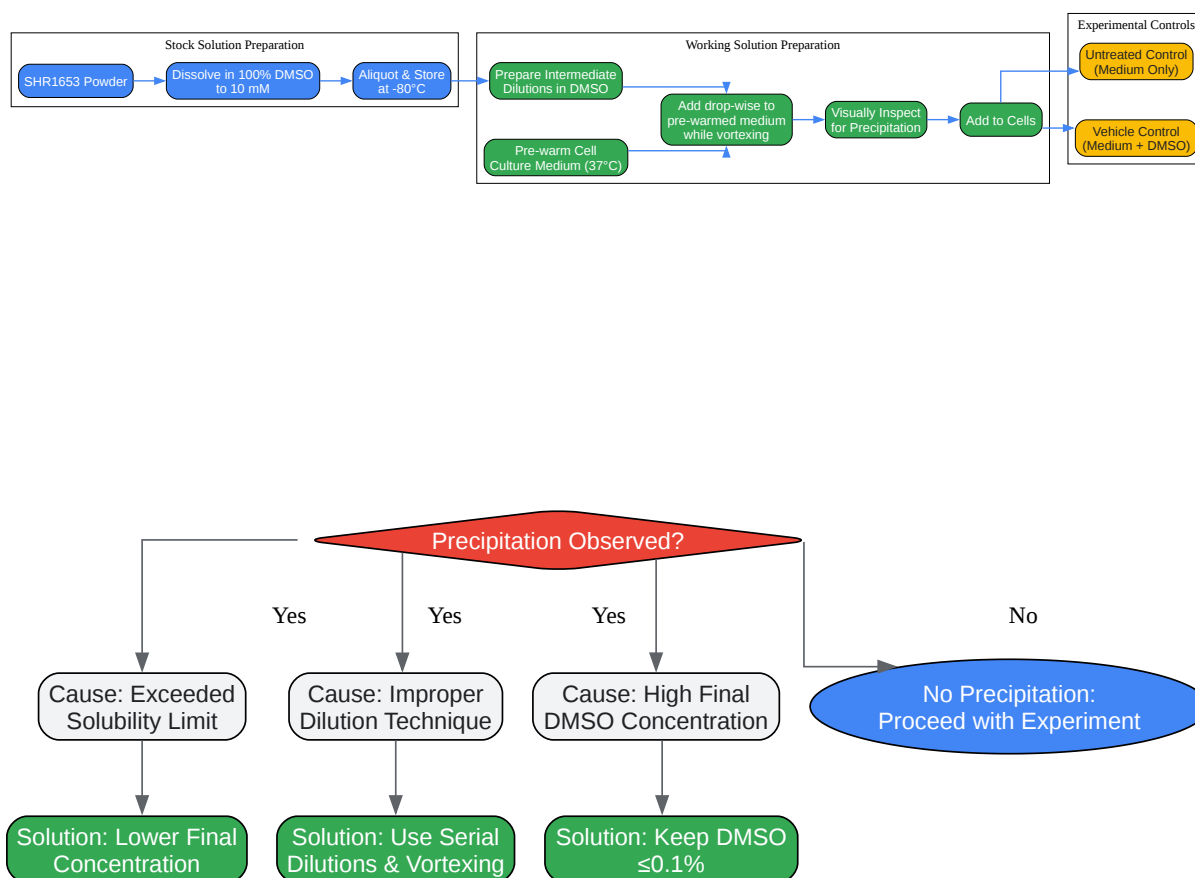 Stock Solution Preparation
SHR1653 Powder
Dissolve in 100% DMSO
to 10 mM
Aliquot & Store
at -80°C
Working Solution Preparation
Prepare Intermediate
Dilutions in DMSO
Pre-warm Cell
Culture Medium (37°C)
Add drop-wise to
pre-warmed medium
while vortexing
Visually Inspect
for Precipitation
Add to Cells
Experimental Controls
Untreated Control
(Medium Only)
Vehicle Control
(Medium + DMSO)
Precipitation Observed?
Yes
Yes
Yes
No
Cause: Exceeded
Solubility Limit
Cause: Improper
Dilution Technique
Cause: High Final
DMSO Concentration
No Precipitation:
Proceed with Experiment
Solution: Lower Final
Concentration
Solution: Use Serial
Dilutions & Vortexing
Solution: Keep DMSO
≤0.1%